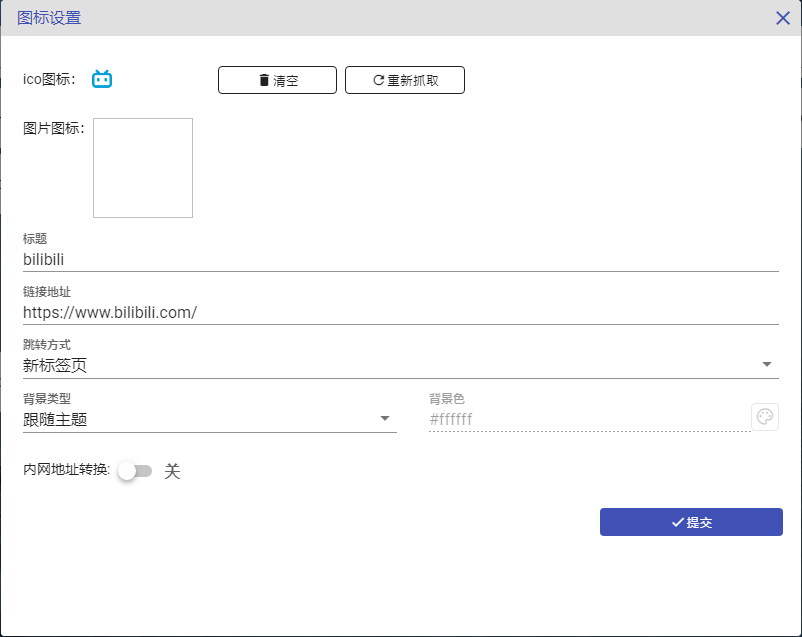 图标设置
ico图标： 清空 重新抓取
图片图标：
标题
bilibili
链接地址
https://www.bilibili.com/
跳转方式
新标签页
背景类型 背景色
跟随主题 #ffffff
内网地址转换: 关
提交